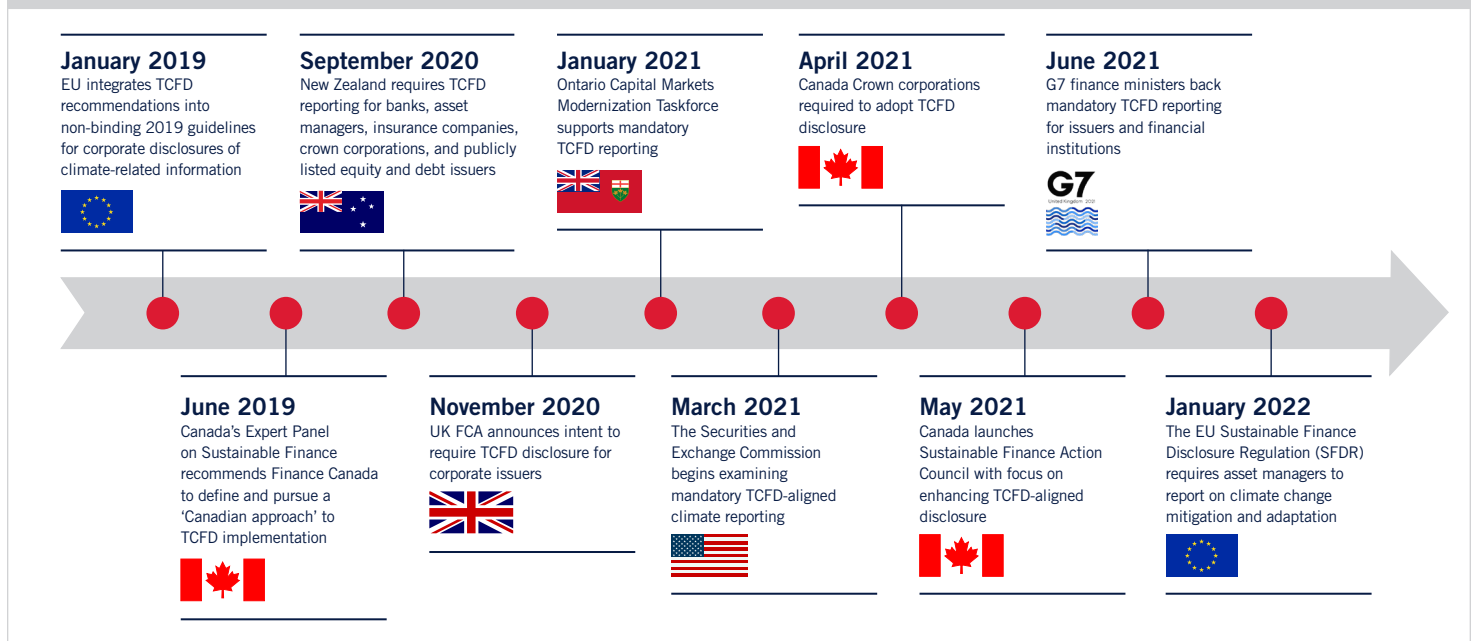 January 2019
EU integrates TCFD
recommendations into
non-binding 2019 guidelines
for corporate disclosures of
climate-related information
September 2020
New Zealand requires TCFD
reporting for banks, asset
managers, insurance companies,
crown corporations, and publicly
listed equity and debt issuers
January 2021
Ontario Capital Markets
Modernization Taskforce
supports mandatory
TCFD reporting
April 2021
Canada Crown corporations
required to adopt TCFD
disclosure
June 2021
G7 finance ministers back
mandatory TCFD reporting
for issuers and financial
institutions
G7
United Kingdom 2021
June 2019
Canada’s Expert Panel
on Sustainable Finance
recommends Finance Canada
to define and pursue a
‘Canadian approach’ to
TCFD implementation
November 2020
UK FCA announces intent to
require TCFD disclosure for
corporate issuers
March 2021
The Securities and
Exchange Commission
begins examining
mandatory TCFD-aligned
climate reporting
May 2021
Canada launches
Sustainable Finance Action
Council with focus on
enhancing TCFD-aligned
disclosure
January 2022
The EU Sustainable Finance
Disclosure Regulation (SFDR)
requires asset managers to
report on climate change
mitigation and adaptation